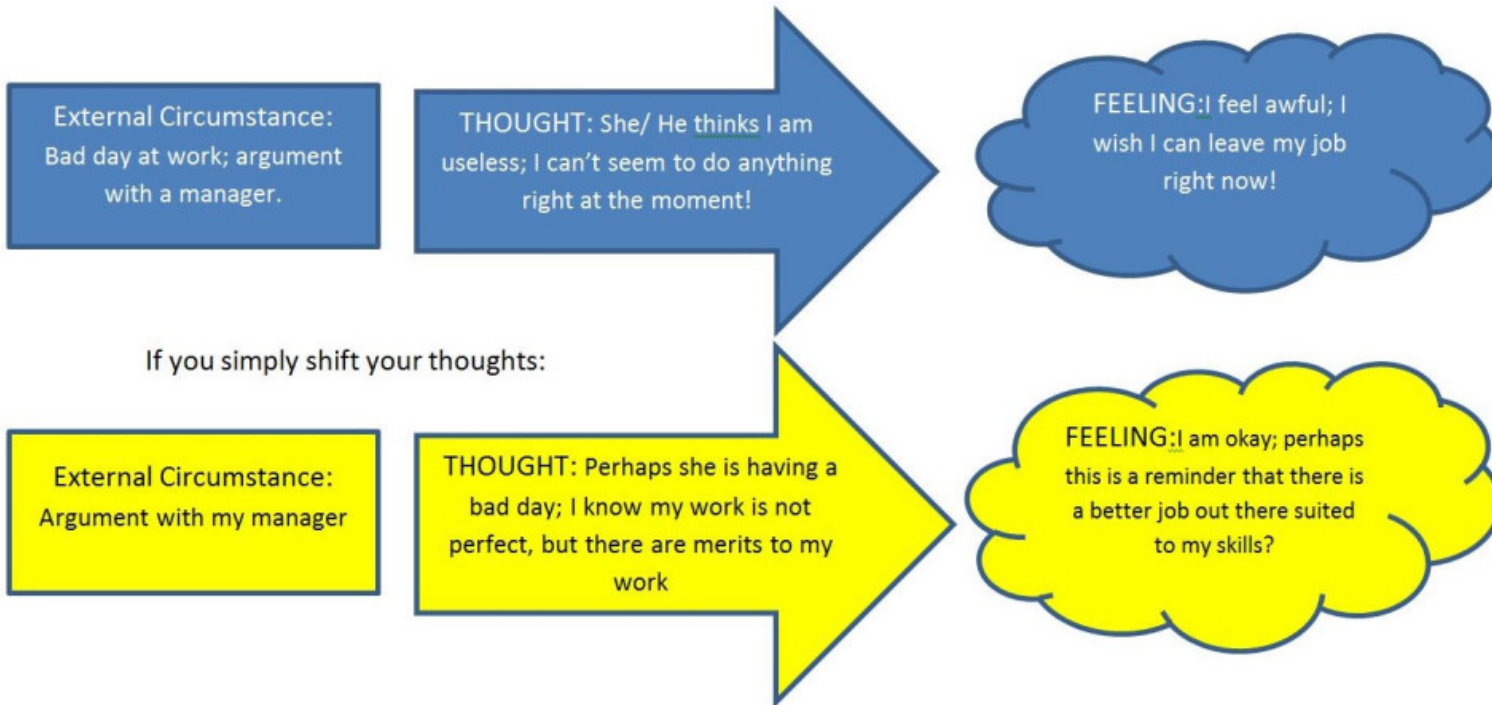 External Circumstance:
Bad day at work; argument
with a manager.
THOUGHT: She/ He thinks I am
useless; I can't seem to do anything
right at the moment!
FEELING:I feel awful; I
wish I can leave my job
right now!
If you simply shift your thoughts:
External Circumstance:
Argument with my manager
THOUGHT: Perhaps she is having a
bad day; I know my work is not
perfect, but there are merits to my
work
FEELING:I am okay; perhaps
this is a reminder that there is
a better job out there suited
to my skills?